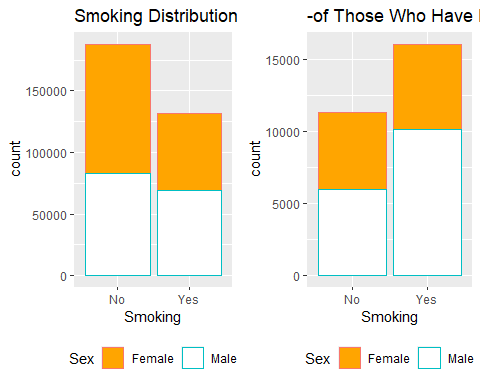 Smoking Distribution
150000
100000
50000
0
count
No Yes
Smoking
Sex Female Male
-of Those Who Have
15000
10000
5000
0
count
No Yes
Smoking
Sex Female Male